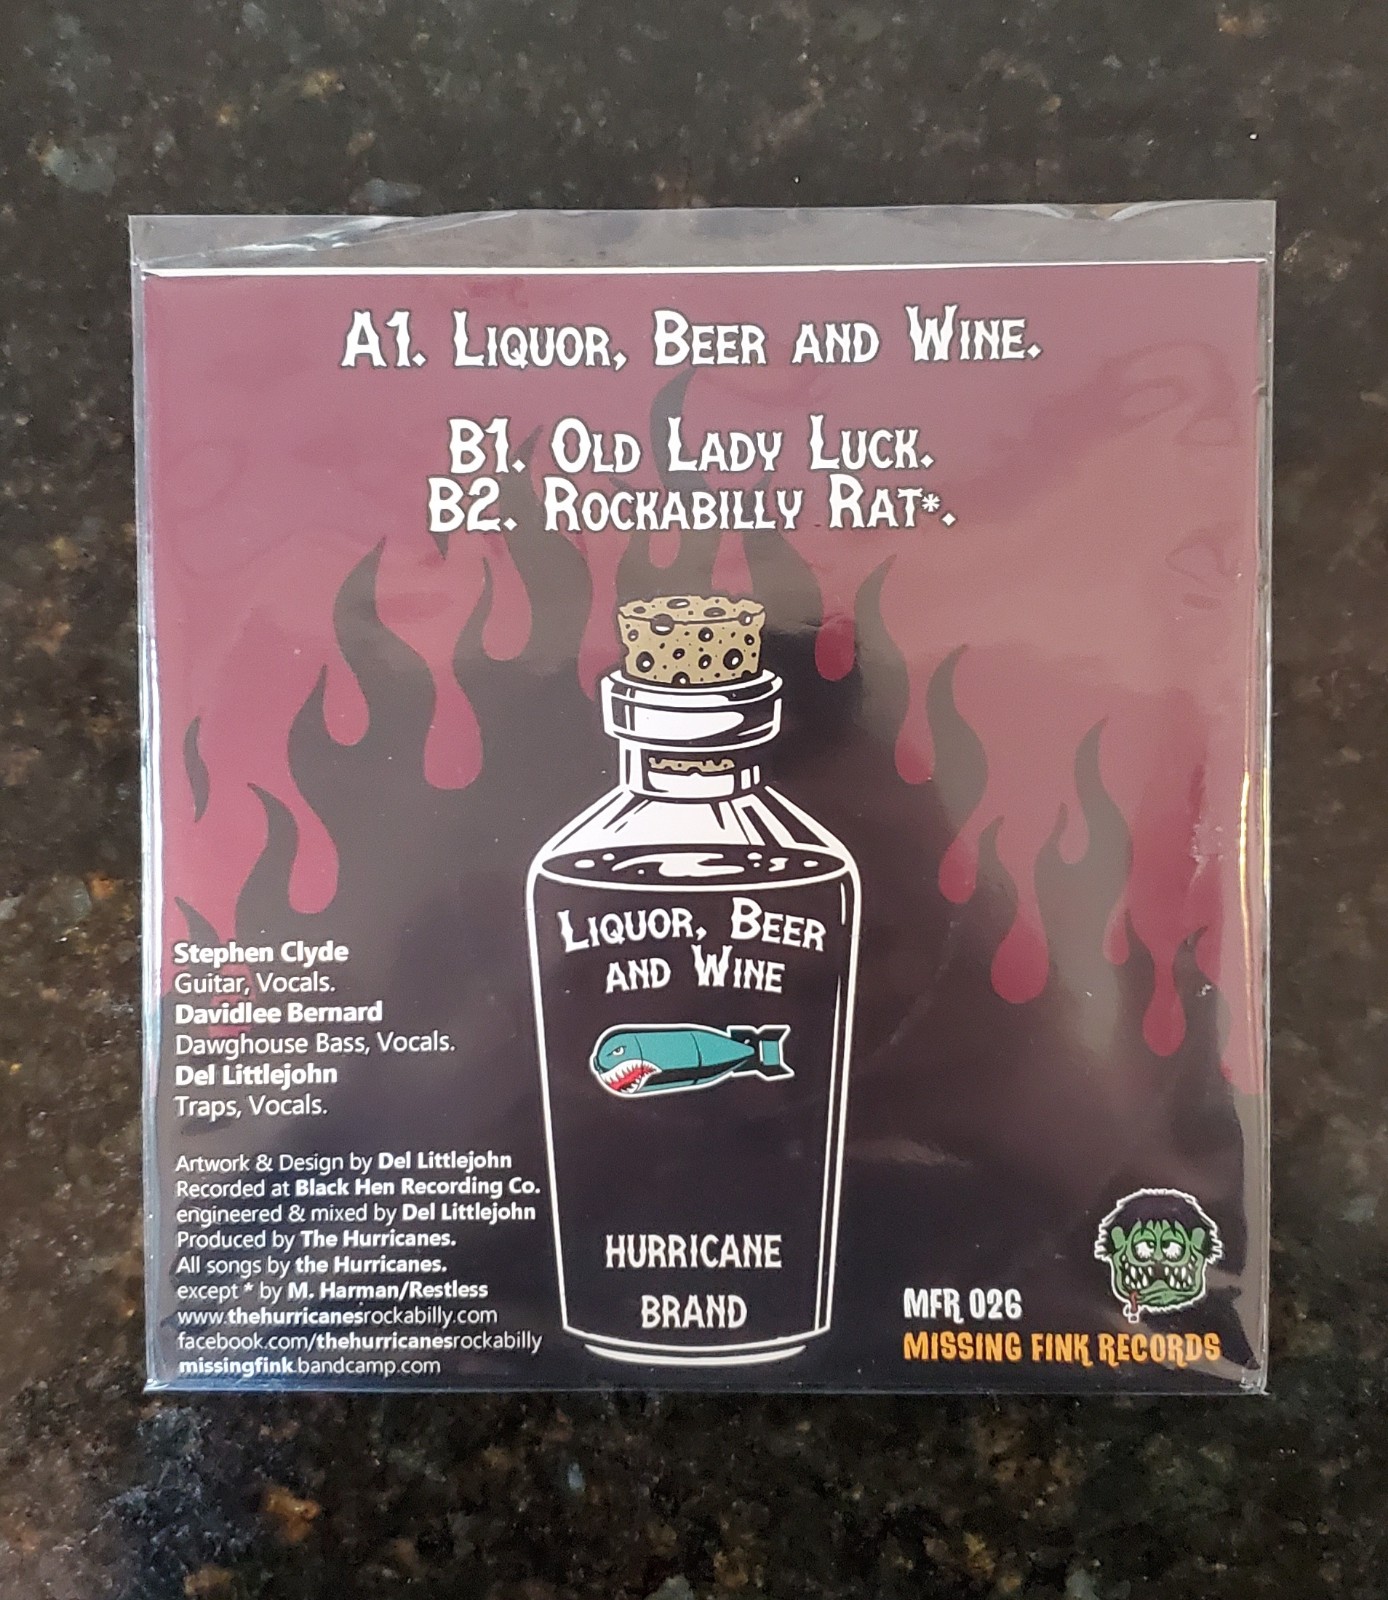 A1. Liquor, Beer and Wine.
B1. Old Lady Luck.
B2. Rockabilly Rat*.
Liquor, Beer
and Wine
HURRICANE
BRAND
Stephen Clyde
Guitar, Vocals.
Davidlee Bernard
Dawghouse Bass, Vocals.
Del Littlejohn
Traps, Vocals.
Artwork & Design by Del Littlejohn
Recorded at Black Hen Recording Co.
engineered & mixed by Del Littlejohn
Produced by The Hurricanes.
All songs by the Hurricanes.
except * by M. Harman/Restless
www.thehurricanesrockabilly.com
facebook.com/thehurricanesrockabilly
missingfink.bandcamp.com
MFR 026
MISSING FINK RECORDS